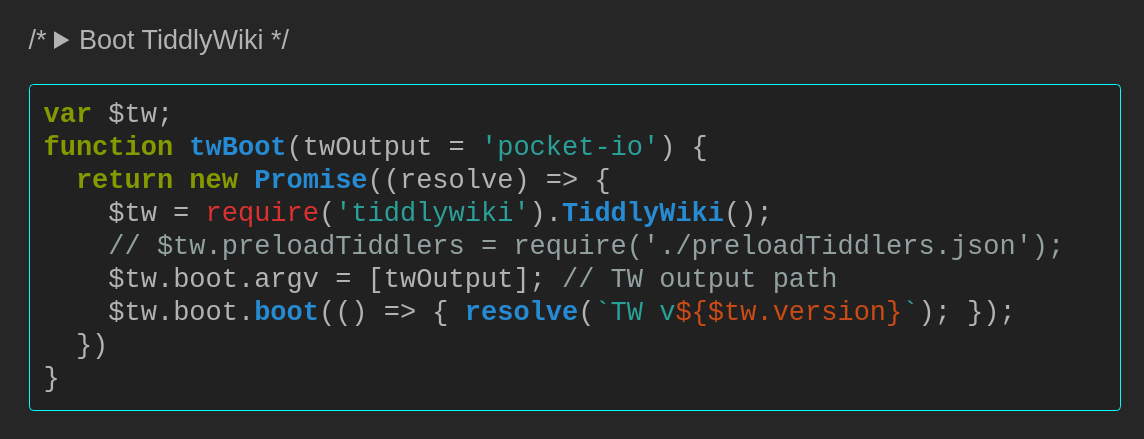 /* ▶ Boot TiddlyWiki */
var $tw;
function twBoot(twOutput = 'pocket-io') {
  return new Promise((resolve) => {
    $tw = require('tiddlywiki').TiddlyWiki();
    // $tw.preloadTiddlers = require('./preloadTiddlers.json');
    $tw.boot.argv = [twOutput]; // TW output path
    $tw.boot.boot(() => { resolve(`TW v${$tw.version}`); });
  })
}